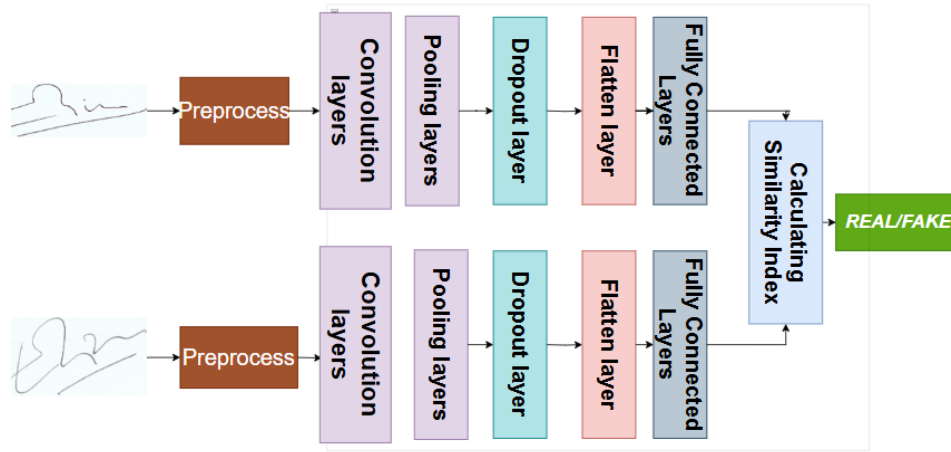 Preprocess
Convolution
layers
Pooling layers
Dropout layer
Flatten layer
Fully Connected
Layers
Calculating
Similarity Index
REAL/FAKE
Preprocess
Convolution
layers
Pooling layers
Dropout layer
Flatten layer
Fully Connected
Layers